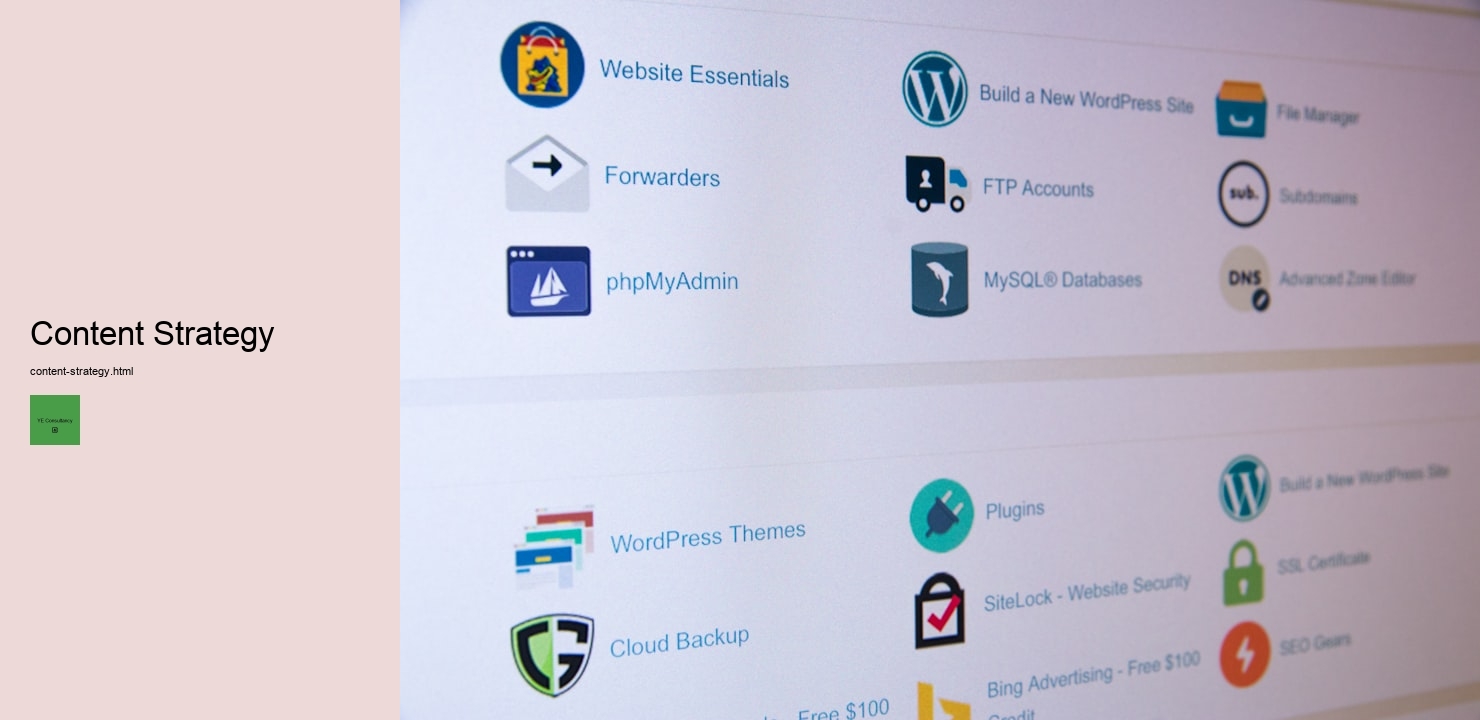 Content Strategy
content-strategy.html
YE Consultancy
Website Essentials
Build a New WordPress Site
File Manager
Forwarders
FTP Accounts
sub.
Subdomains
phpMyAdmin
MySQL® Databases
DNS
Advanced Zone Editor
WordPress Themes
Plugins
Build a New WordPress Site
SiteLock - Website Security
SSL Certificate
Cloud Backup
Bing Advertising - Free $100
Credit
SEO Gears
- Free $100